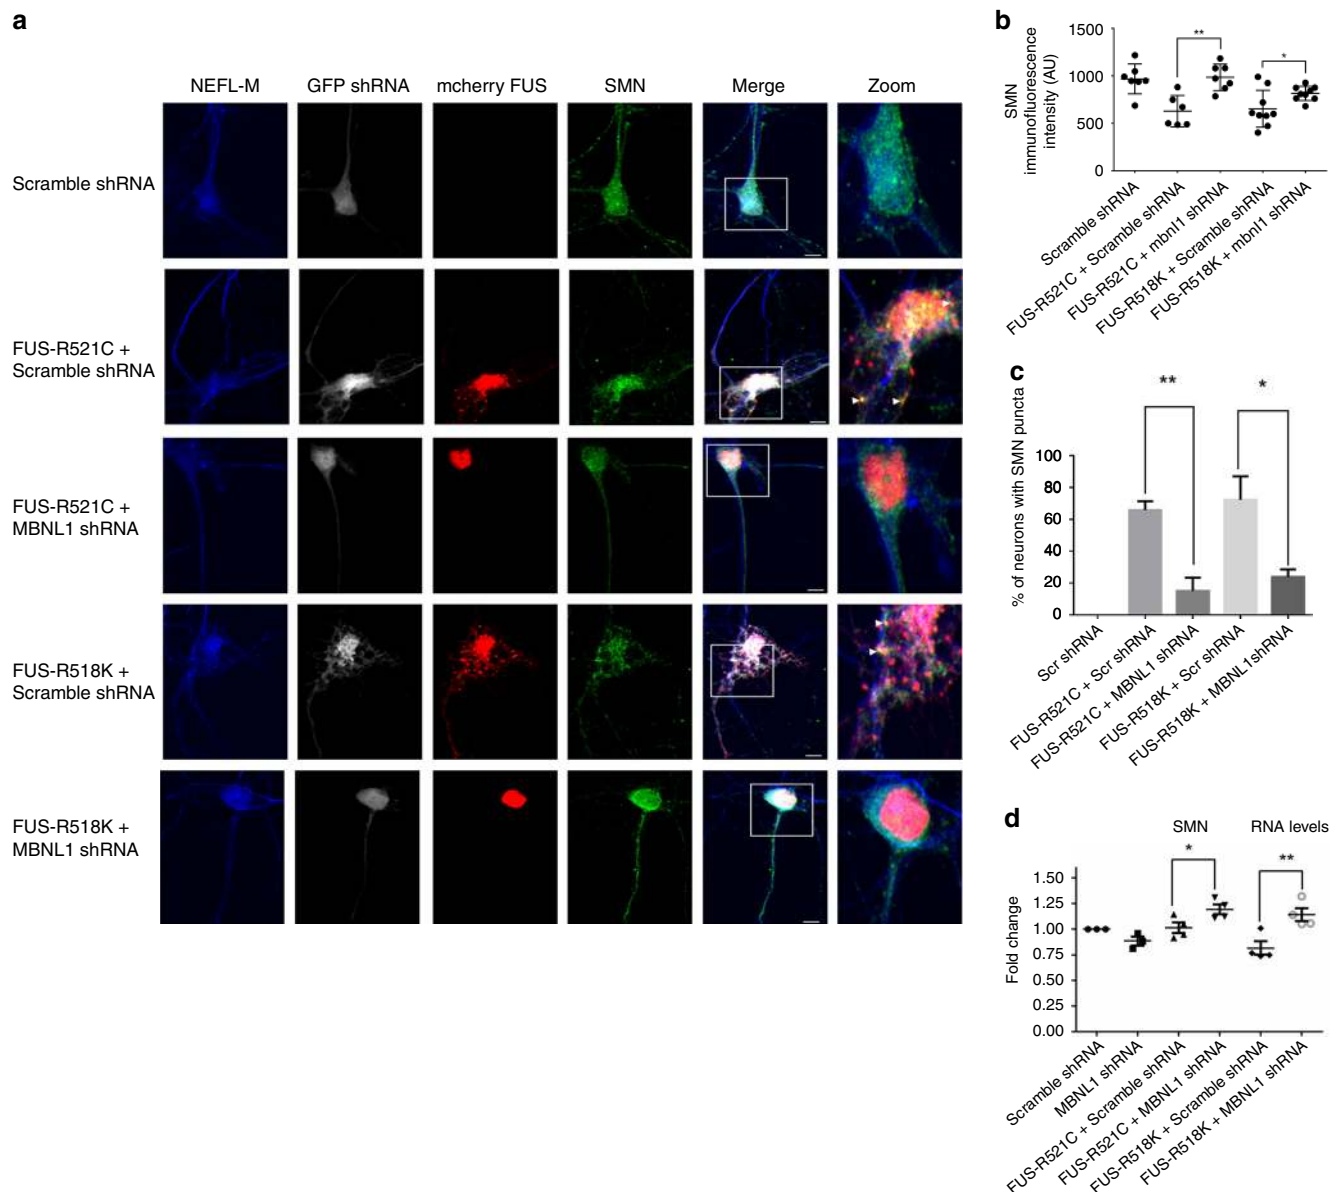 a
NEFL-M GFP shRNA mcherry FUS SMN Merge Zoom
Scramble shRNA
FUS-R521C +
Scramble shRNA
FUS-R521C +
MBNL1 shRNA
FUS-R518K +
Scramble shRNA
FUS-R518K +
MBNL1 shRNA
b
SMN
immunofluorescence
intensity (AU)
1500
1000
500
0
**
*
Scramble shRNA
FUS-R521C + Scramble shRNA
FUS-R521C + mbnl1 shRNA
FUS-R518K + Scramble shRNA
FUS-R518K + mbnl1 shRNA
c
% of neurons with SMN puncta
100
80
60
40
20
0
**
*
Scr shRNA
FUS-R521C + Scr shRNA
FUS-R521C + MBNL1 shRNA
FUS-R518K + Scr shRNA
FUS-R518K + MBNL1shRNA
d
SMN RNA levels
Fold change
1.50
1.25
1.00
0.75
0.50
0.25
0.00
*
**
Scramble shRNA
MBNL1 shRNA
FUS-R521C + Scramble shRNA
FUS-R521C + MBNL1 shRNA
FUS-R518K + Scramble shRNA
FUS-R518K + MBNL1 shRNA